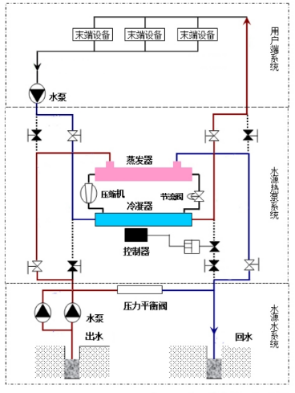 末端设备 末端设备 末端设备
用户端系统
水泵
蒸发器
压缩机
节流阀
冷凝器
控制器
水源热泵系统
压力平衡阀
水泵
出水
回水
水源水系统